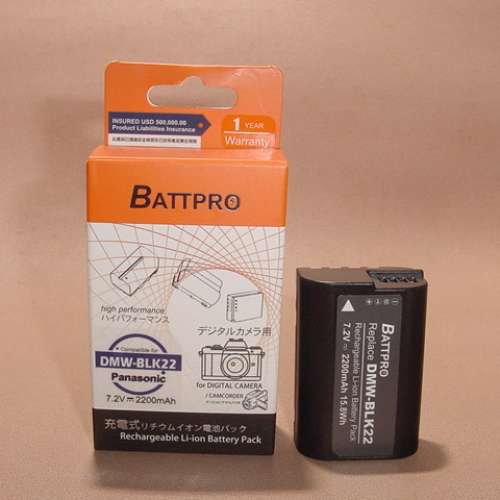 INSURED USD 500,000.00
Product Liabilities Insurance
1 YEAR
Warranty
BATTPRO
high performance
ハイパフォーマンス
デジタルカメラ用
DMW-BLK22
Panasonic
for DIGITAL CAMERA
/ CAMCORDER
7.2V 2200mAh
充電式リチウムイオン電池パック
Rechargeable Li-ion Battery Pack
BATTPRO
Replace DMW-BLK22
Rechargeable Li-ion Battery Pack
7.2V 2200mAh 15.8Wh